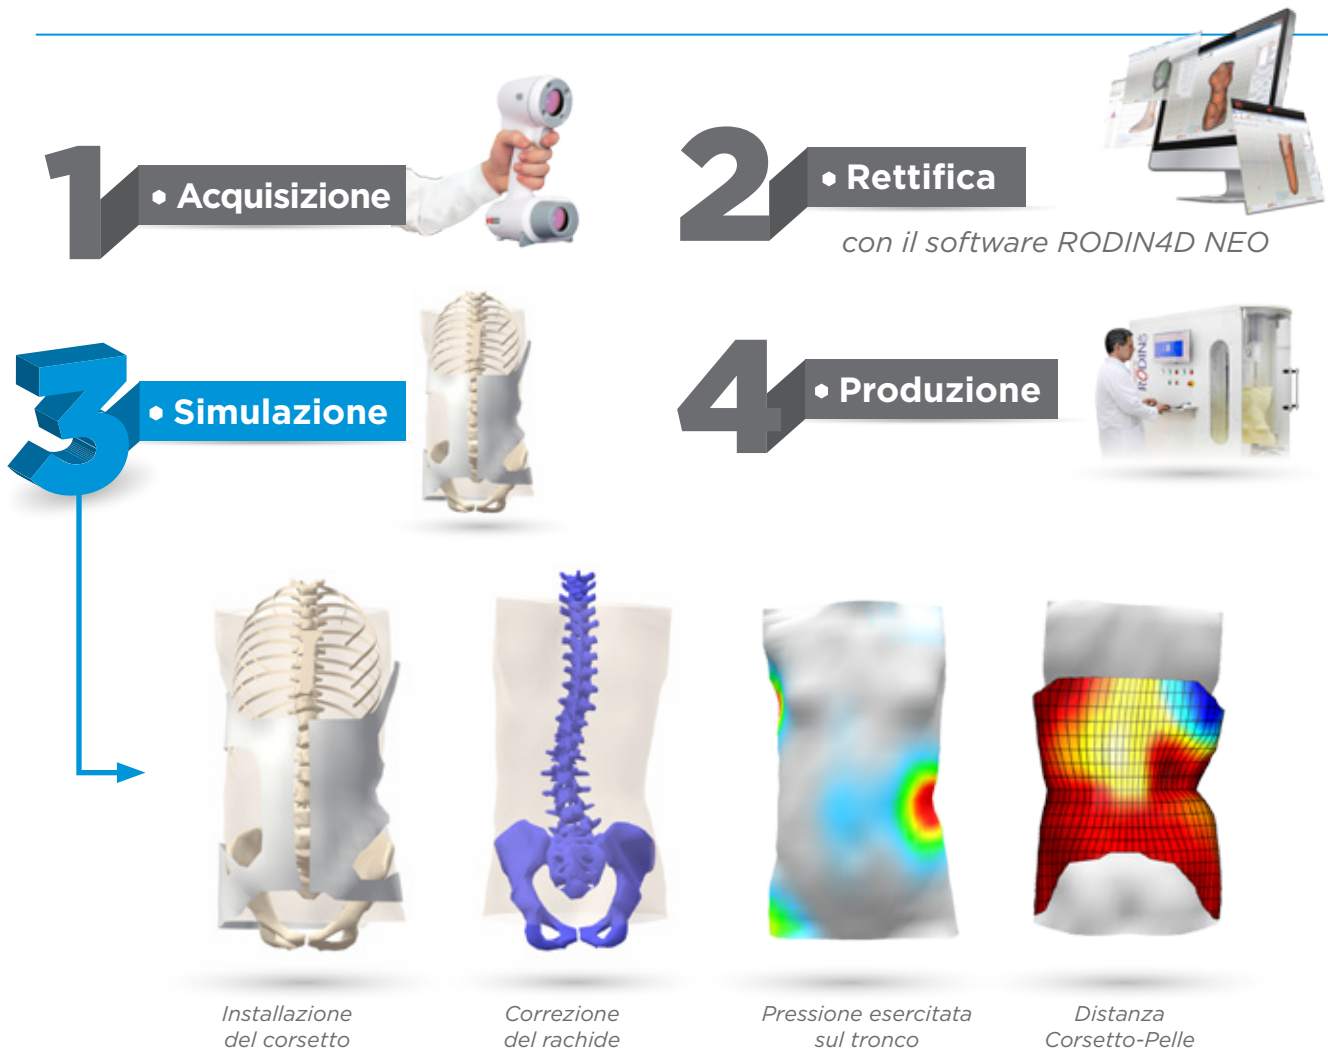 1
• Acquisizione
2
• Rettifica
con il software RODIN4D NEO
3
• Simulazione
4
• Produzione
Installazione
del corsetto
Correzione
del rachide
Pressione esercitata
sul tronco
Distanza
Corsetto-Pelle